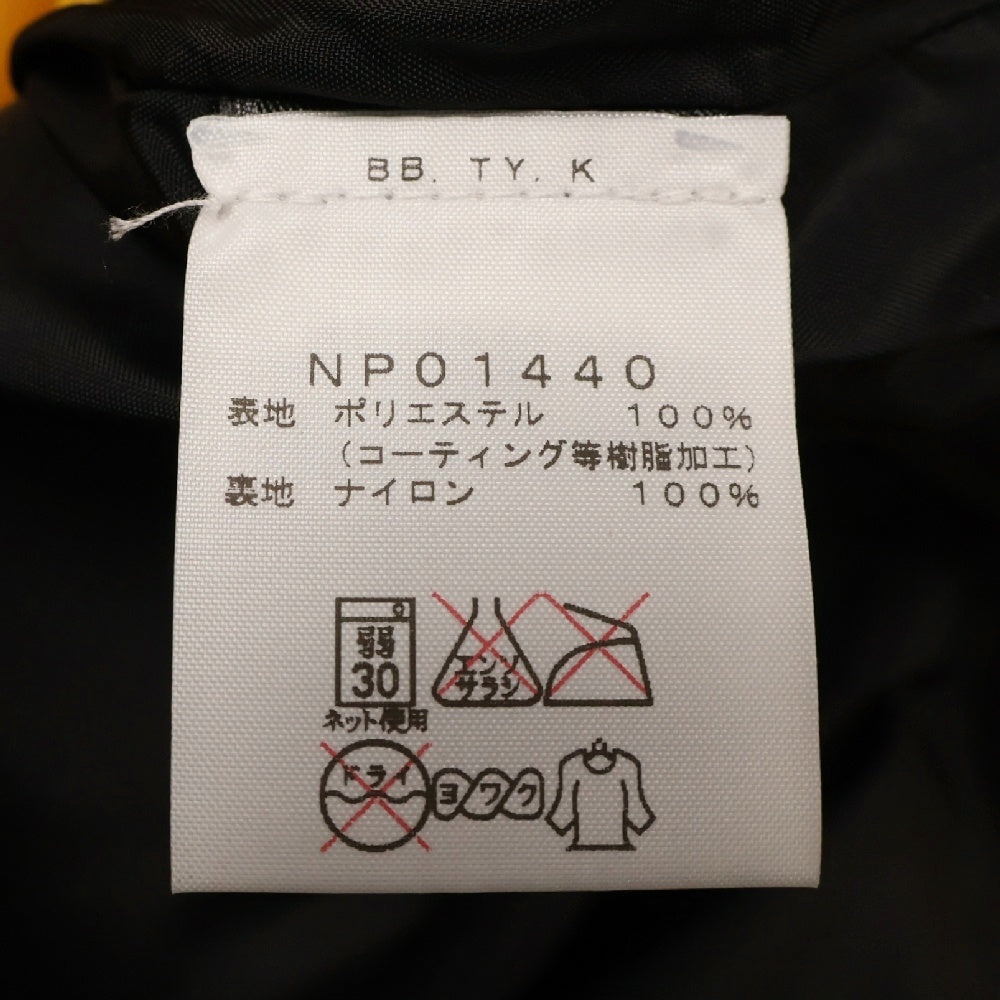 BB. TY. K
NP01440
表地 ポリエステル 100%
(コーティング等樹脂加工)
裏地 ナイロン 100%
弱
30
ネット使用
エンソ
サラシ
ドライ
ヨワク